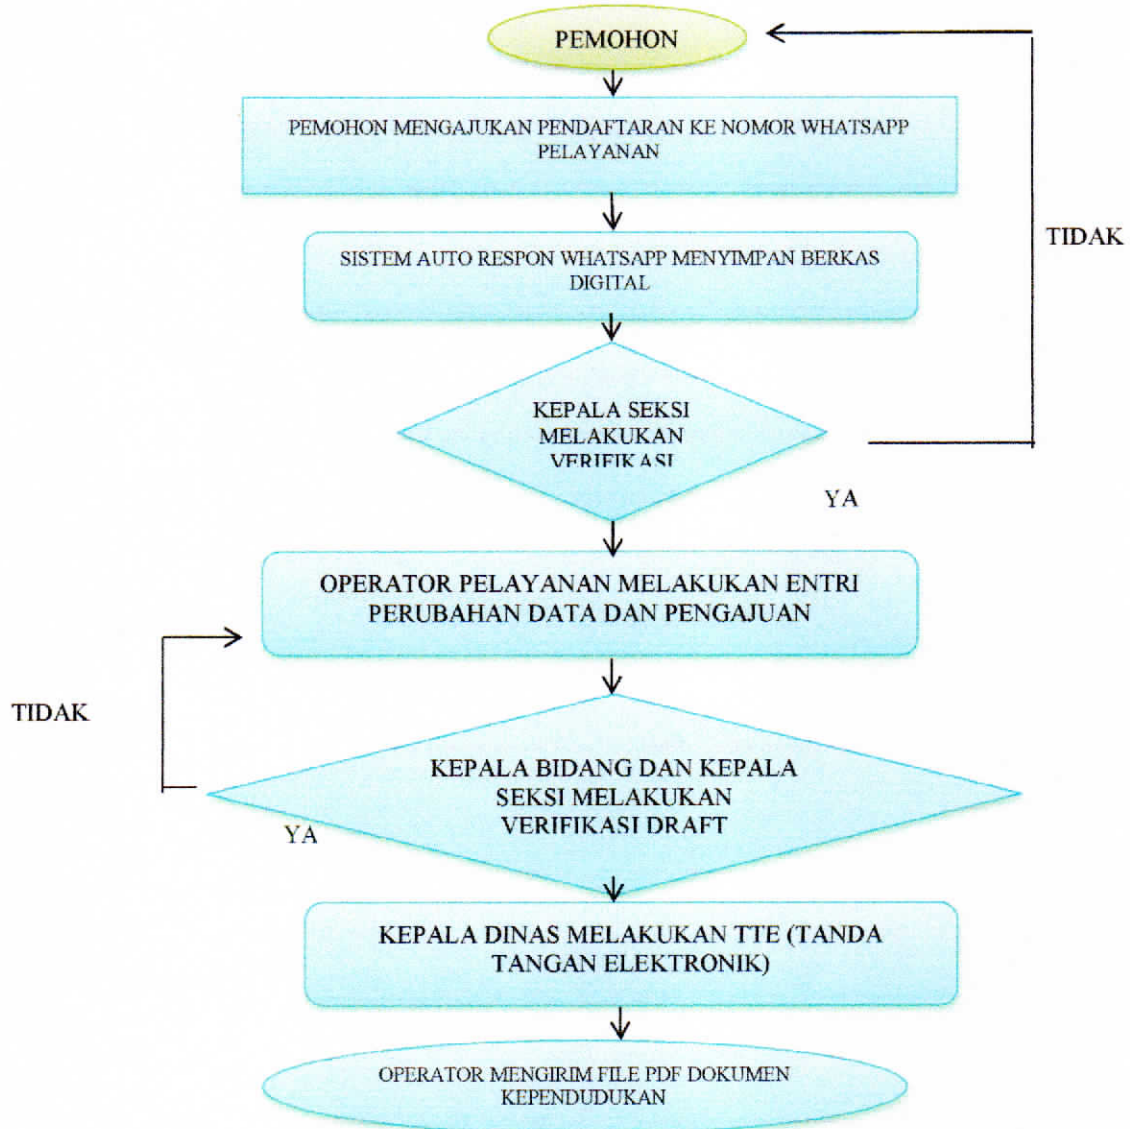 PEMOHON
PEMOHON MENGAJUKAN PENDAFTARAN KE NOMOR WHATSAPP
PELAYANAN
TIDAK
SISTEM AUTO RESPON WHATSAPP MENYIMPAN BERKAS
DIGITAL
KEPALA SEKSI
MELAKUKAN
VERIFIKASI
YA
OPERATOR PELAYANAN MELAKUKAN ENTRI
PERUBAHAN DATA DAN PENGAJUAN
TIDAK
KEPALA BIDANG DAN KEPALA
SEKSI MELAKUKAN
VERIFIKASI DRAFT
YA
KEPALA DINAS MELAKUKAN TTE (TANDA
TANGAN ELEKTRONIK)
OPERATOR MENGIRIM FILE PDF DOKUMEN
KEPENDUDUKAN